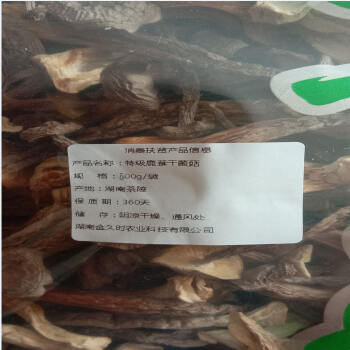 消费扶贫产品信息
产品名称：特级鹿茸干菌菇
规 格：500g/袋
产地：湖南茶陵
保 质 期：360天
储 存：阴凉干燥、通风处
湖南金久时农业科技有限公司